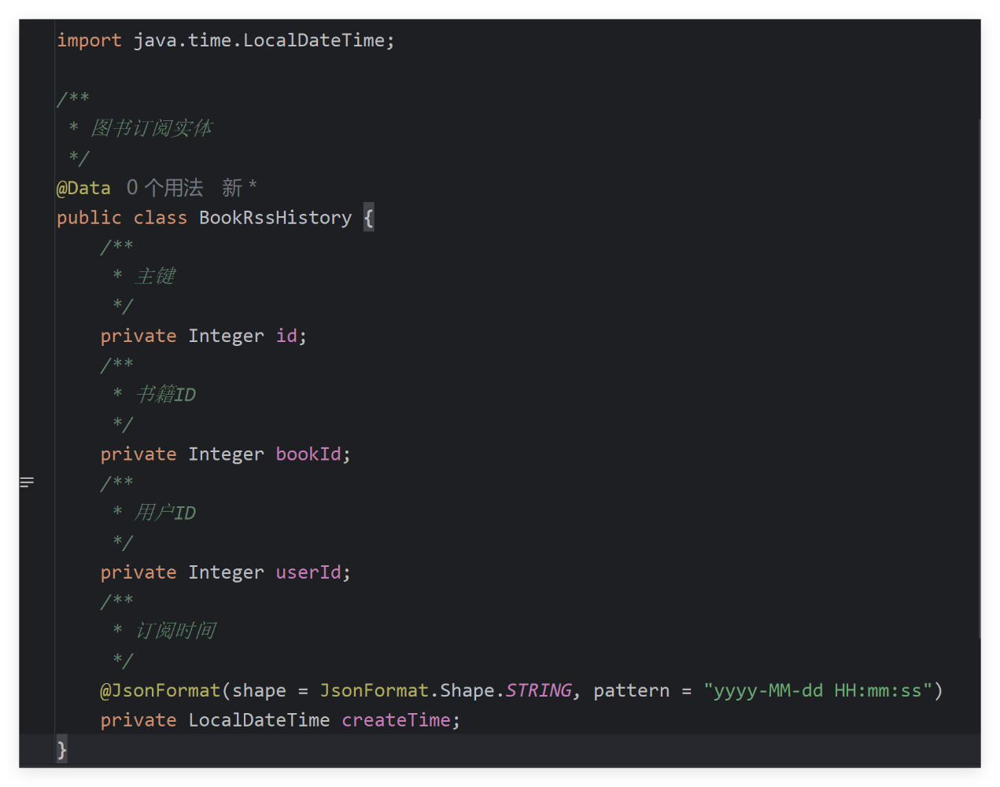 import java.time.LocalDateTime;
/**
 * 图书订阅实体
 */
@Data 0 个用法 新 *
public class BookRssHistory {
    /**
     * 主键
     */
    private Integer id;
    /**
     * 书籍ID
     */
    private Integer bookId;
    /**
     * 用户ID
     */
    private Integer userId;
    /**
     * 订阅时间
     */
    @JsonFormat(shape = JsonFormat.Shape.STRING, pattern = "yyyy-MM-dd HH:mm:ss")
    private LocalDateTime createTime;
}